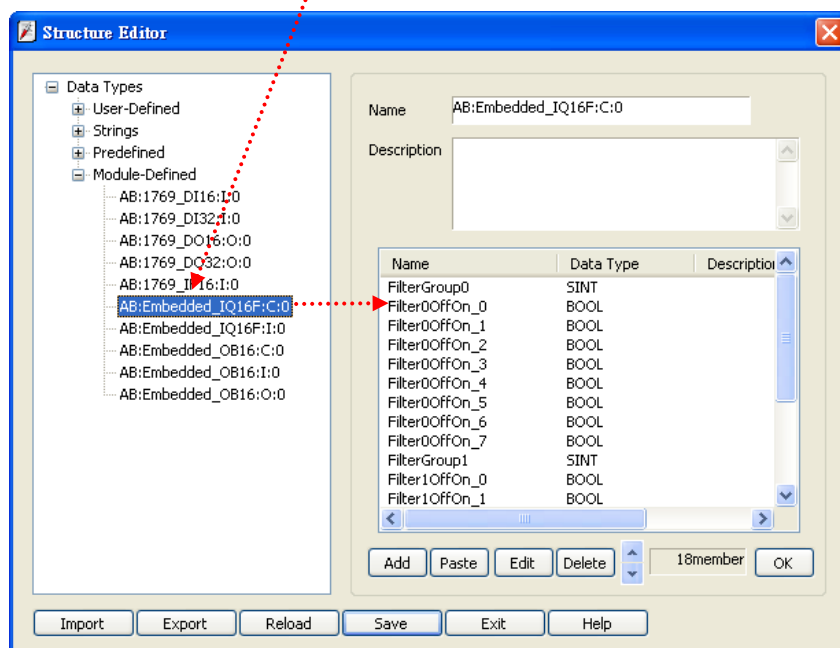 Structure Editor
Data Types
User-Defined
Strings
Predefined
Module-Defined
AB:1769_DI16:I:0
AB:1769_DI32:I:0
AB:1769_DO16:O:0
AB:1769_DO32:O:0
AB:Embedded_IQ16F:C:0
AB:Embedded_IQ16F:I:0
AB:Embedded_OB16:C:0
AB:Embedded_OB16:I:0
AB:Embedded_OB16:O:0
Name AB:Embedded_IQ16F:C:0
Description
Name Data Type Description
FilterGroup0 SINT
Filter0OffOn_0 BOOL
Filter0OffOn_1 BOOL
Filter0OffOn_2 BOOL
Filter0OffOn_3 BOOL
Filter0OffOn_4 BOOL
Filter0OffOn_5 BOOL
Filter0OffOn_6 BOOL
Filter0OffOn_7 BOOL
FilterGroup1 SINT
Filter1OffOn_0 BOOL
Filter1OffOn_1 BOOL
Add Paste Edit Delete 18member OK
Import Export Reload Save Exit Help